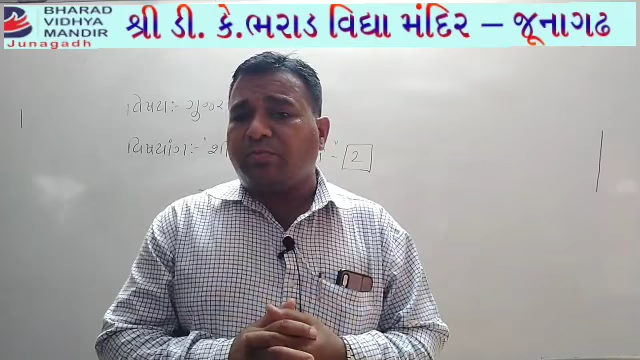 BHARAD
VIDHYA
MANDIR
Junagadh
શ્રી ડી. કે.ભરાડ વિદ્યા મંદિર – જૂનાગઢ
વિષયઃ- ગુજર
વિષયાંગઃ- "શ
" - 2